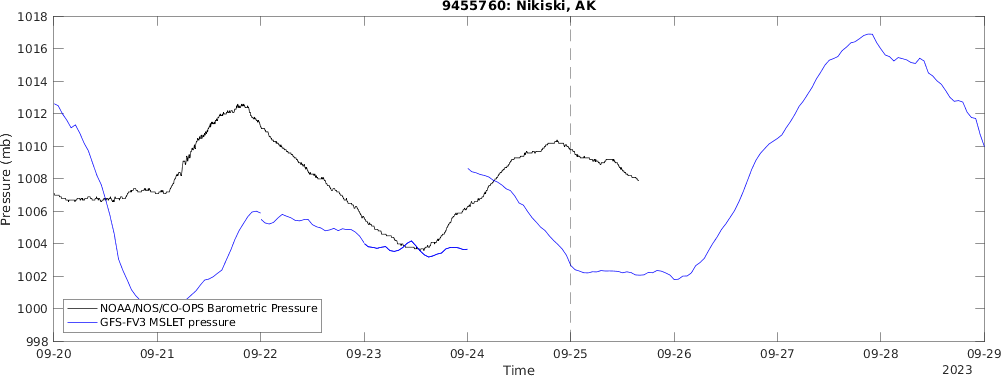 9455760: Nikiski, AK
1018
1016
1014
1012
1010
1008
1006
1004
1002
1000
998
Pressure (mb)
NOAA/NOS/CO-OPS Barometric Pressure
GFS-FV3 MSLET pressure
09-20 09-21 09-22 09-23 09-24 09-25 09-26 09-27 09-28 09-29
Time
2023